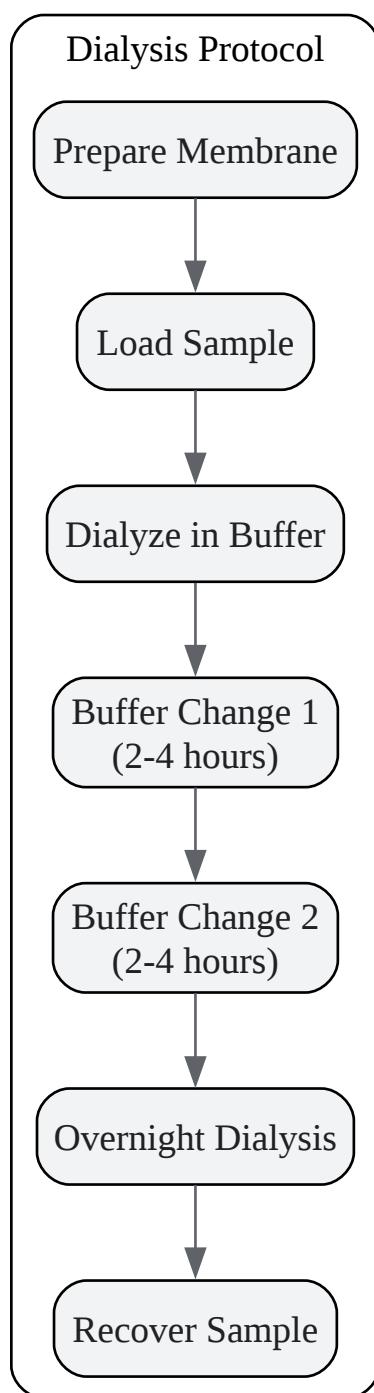 Dialysis Protocol
Prepare Membrane
Load Sample
Dialyze in Buffer
Buffer Change 1
(2-4 hours)
Buffer Change 2
(2-4 hours)
Overnight Dialysis
Recover Sample